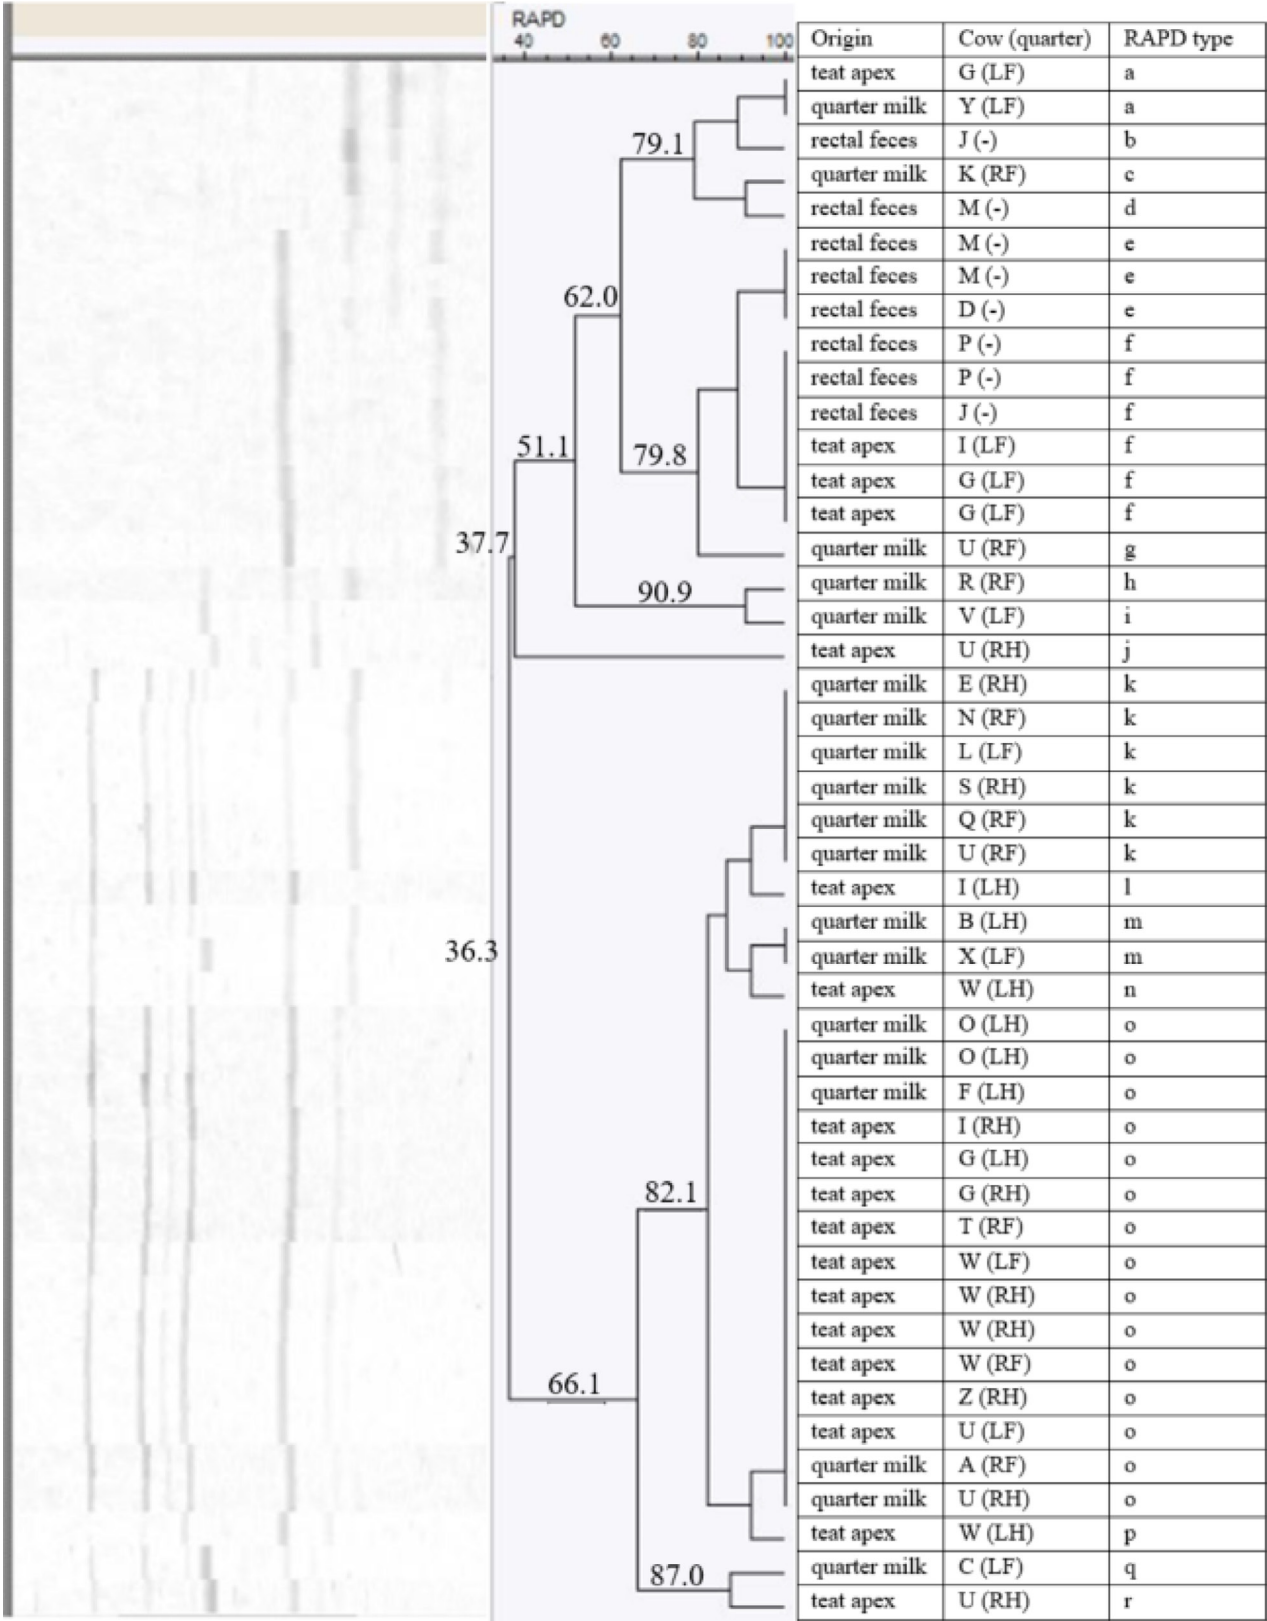 RAPD
40 60 80 100
Origin Cow (quarter) RAPD type
teat apex G (LF) a
quarter milk Y (LF) a
79.1 rectal feces J (-) b
quarter milk K (RF) c
rectal feces M (-) d
rectal feces M (-) e
rectal feces M (-) e
62.0 rectal feces D (-) e
rectal feces P (-) f
rectal feces P (-) f
rectal feces J (-) f
51.1 79.8 teat apex I (LF) f
teat apex G (LF) f
teat apex G (LF) f
37.7 quarter milk U (RF) g
90.9 quarter milk R (RF) h
quarter milk V (LF) i
teat apex U (RH) j
quarter milk E (RH) k
quarter milk N (RF) k
quarter milk L (LF) k
quarter milk S (RH) k
quarter milk Q (RF) k
quarter milk U (RF) k
teat apex I (LH) l
quarter milk B (LH) m
36.3 quarter milk X (LF) m
teat apex W (LH) n
quarter milk O (LH) o
quarter milk O (LH) o
quarter milk F (LH) o
teat apex I (RH) o
teat apex G (LH) o
82.1 teat apex G (RH) o
teat apex T (RF) o
teat apex W (LF) o
teat apex W (RH) o
teat apex W (RH) o
teat apex W (RF) o
66.1 teat apex Z (RH) o
teat apex U (LF) o
quarter milk A (RF) o
quarter milk U (RH) o
teat apex W (LH) p
87.0 quarter milk C (LF) q
teat apex U (RH) r